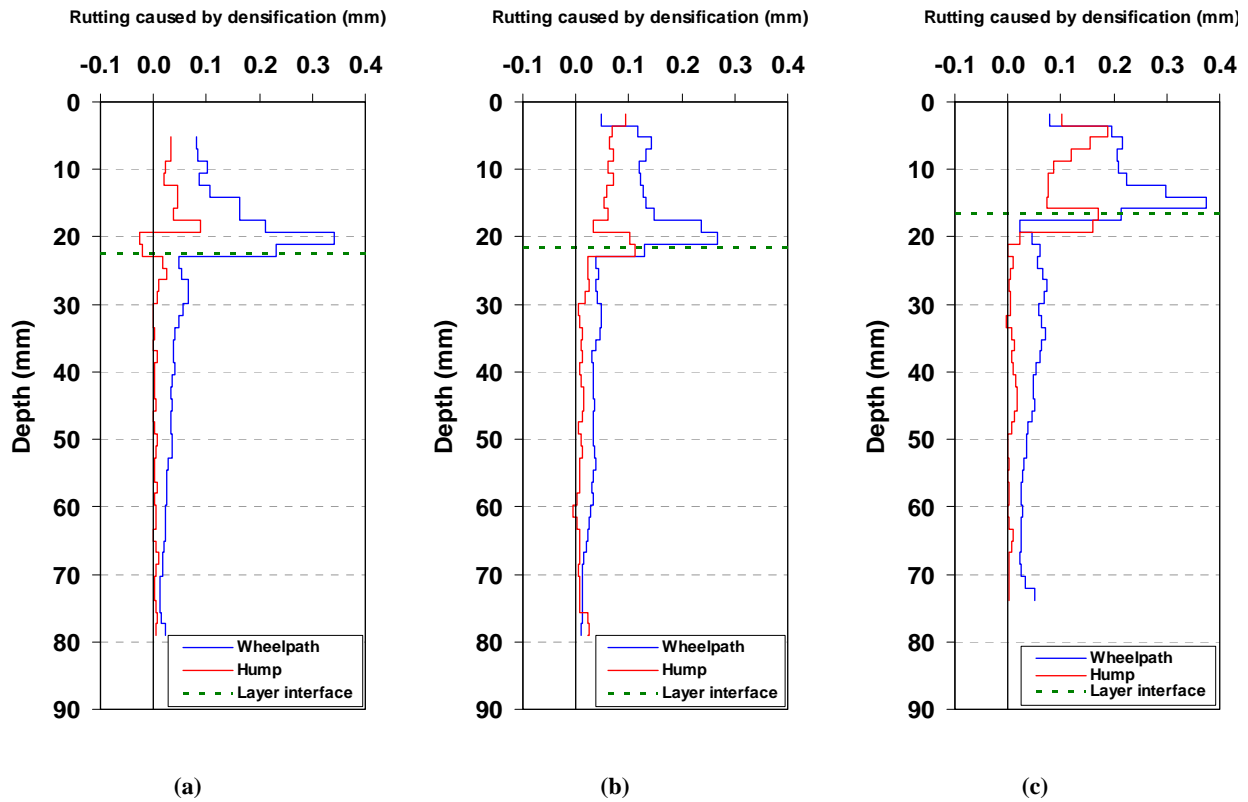 Rutting caused by densification (mm)
-0.1 0.0 0.1 0.2 0.3 0.4
0
10
20
30
40
50
60
70
80
90
Depth (mm)
Wheelpath
Hump
Layer interface
(a)
Rutting caused by densification (mm)
-0.1 0.0 0.1 0.2 0.3 0.4
0
10
20
30
40
50
60
70
80
90
Depth (mm)
Wheelpath
Hump
Layer interface
(b)
Rutting caused by densification (mm)
-0.1 0.0 0.1 0.2 0.3 0.4
0
10
20
30
40
50
60
70
80
90
Depth (mm)
Wheelpath
Hump
Layer interface
(c)